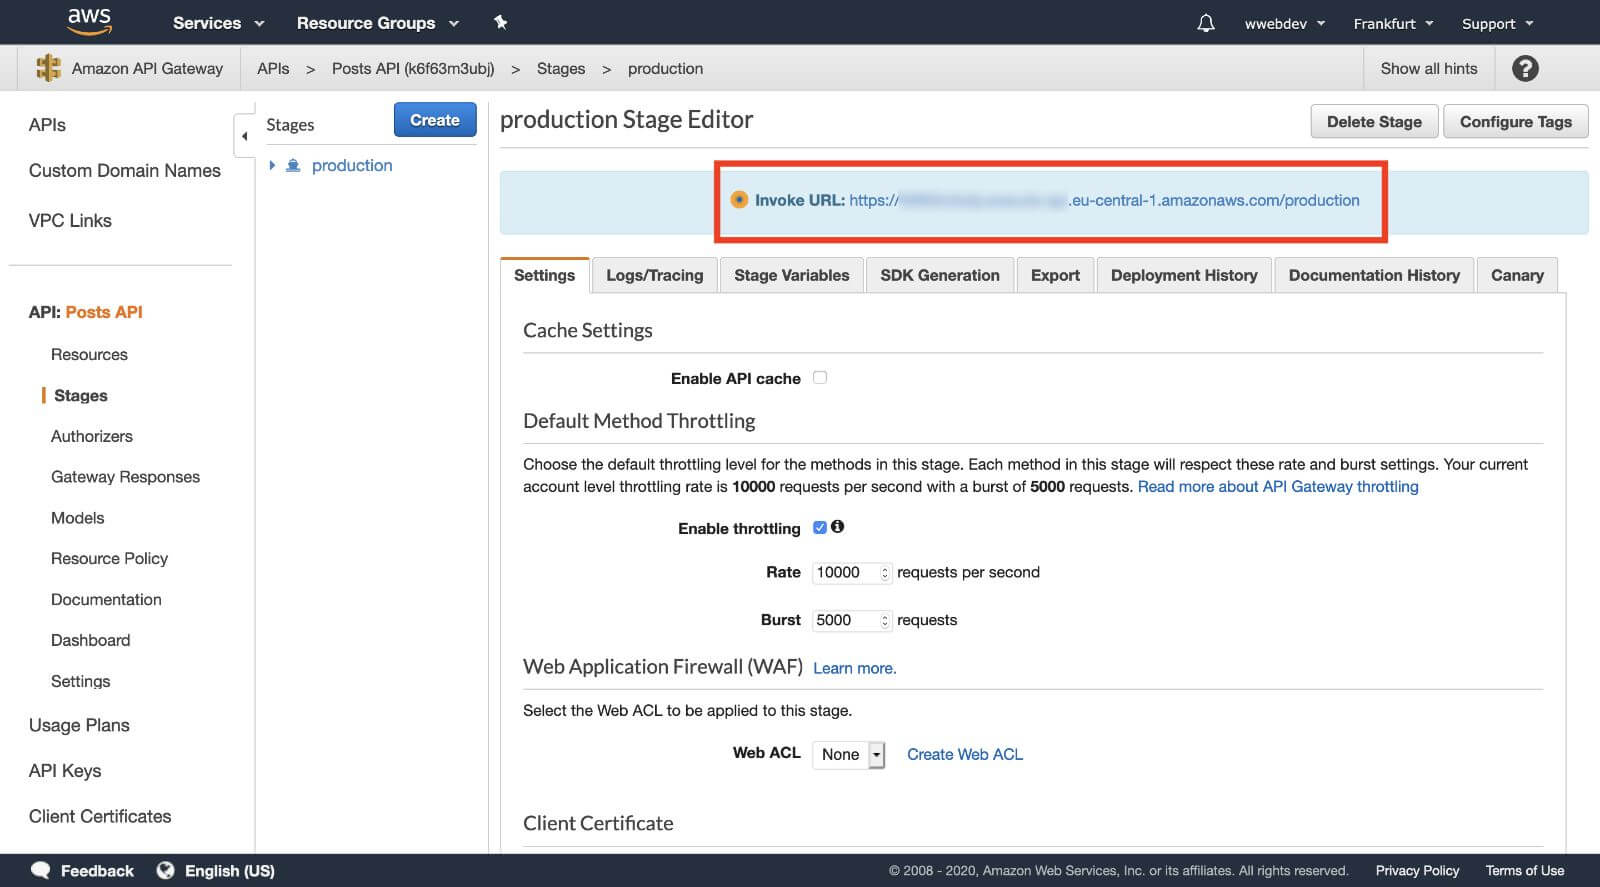 aws Services Resource Groups wwebdev Frankfurt Support
Amazon API Gateway APIs > Posts API (k6f63m3ubj) > Stages > production Show all hints ?
APIs
Custom Domain Names
VPC Links
API: Posts API
Resources
Stages
Authorizers
Gateway Responses
Models
Resource Policy
Documentation
Dashboard
Settings
Usage Plans
API Keys
Client Certificates
Stages Create
production
production Stage Editor Delete Stage Configure Tags
Invoke URL: https:// .eu-central-1.amazonaws.com/production
Settings Logs/Tracing Stage Variables SDK Generation Export Deployment History Documentation History Canary
Cache Settings
Enable API cache
Default Method Throttling
Choose the default throttling level for the methods in this stage. Each method in this stage will respect these rate and burst settings. Your current
account level throttling rate is 10000 requests per second with a burst of 5000 requests. Read more about API Gateway throttling
Enable throttling
Rate 10000 requests per second
Burst 5000 requests
Web Application Firewall (WAF) Learn more.
Select the Web ACL to be applied to this stage.
Web ACL None Create Web ACL
Client Certificate
Feedback English (US) © 2008 - 2020, Amazon Web Services, Inc. or its affiliates. All rights reserved. Privacy Policy Terms of Use